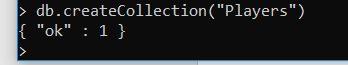 > db.createCollection("Players")
{ "ok" : 1 }
>